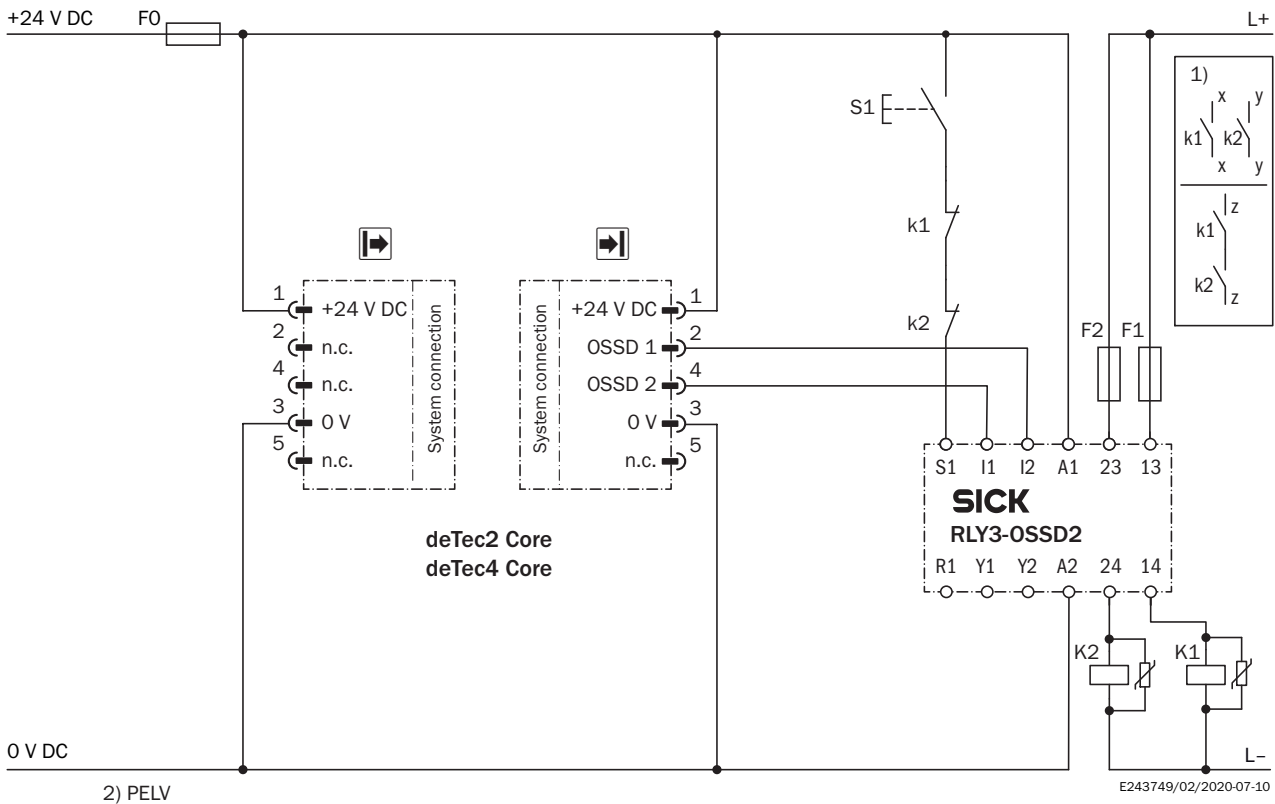 +24 V DC
F0
L+
1)
x
y
k1
k2
x
y
z
k1
k2
z
S1
k1
k2
F2
F1
1
+24 V DC
2
n.c.
4
n.c.
3
0 V
5
n.c.
System connection
System connection
+24 V DC
1
OSSD 1
2
OSSD 2
4
0 V
3
n.c.
5
deTec2 Core
deTec4 Core
S1 I1 I2 A1 23 13
SICK
RLY3-OSSD2
R1 Y1 Y2 A2 24 14
K2
K1
0 V DC
L–
2) PELV
E243749/02/2020-07-10